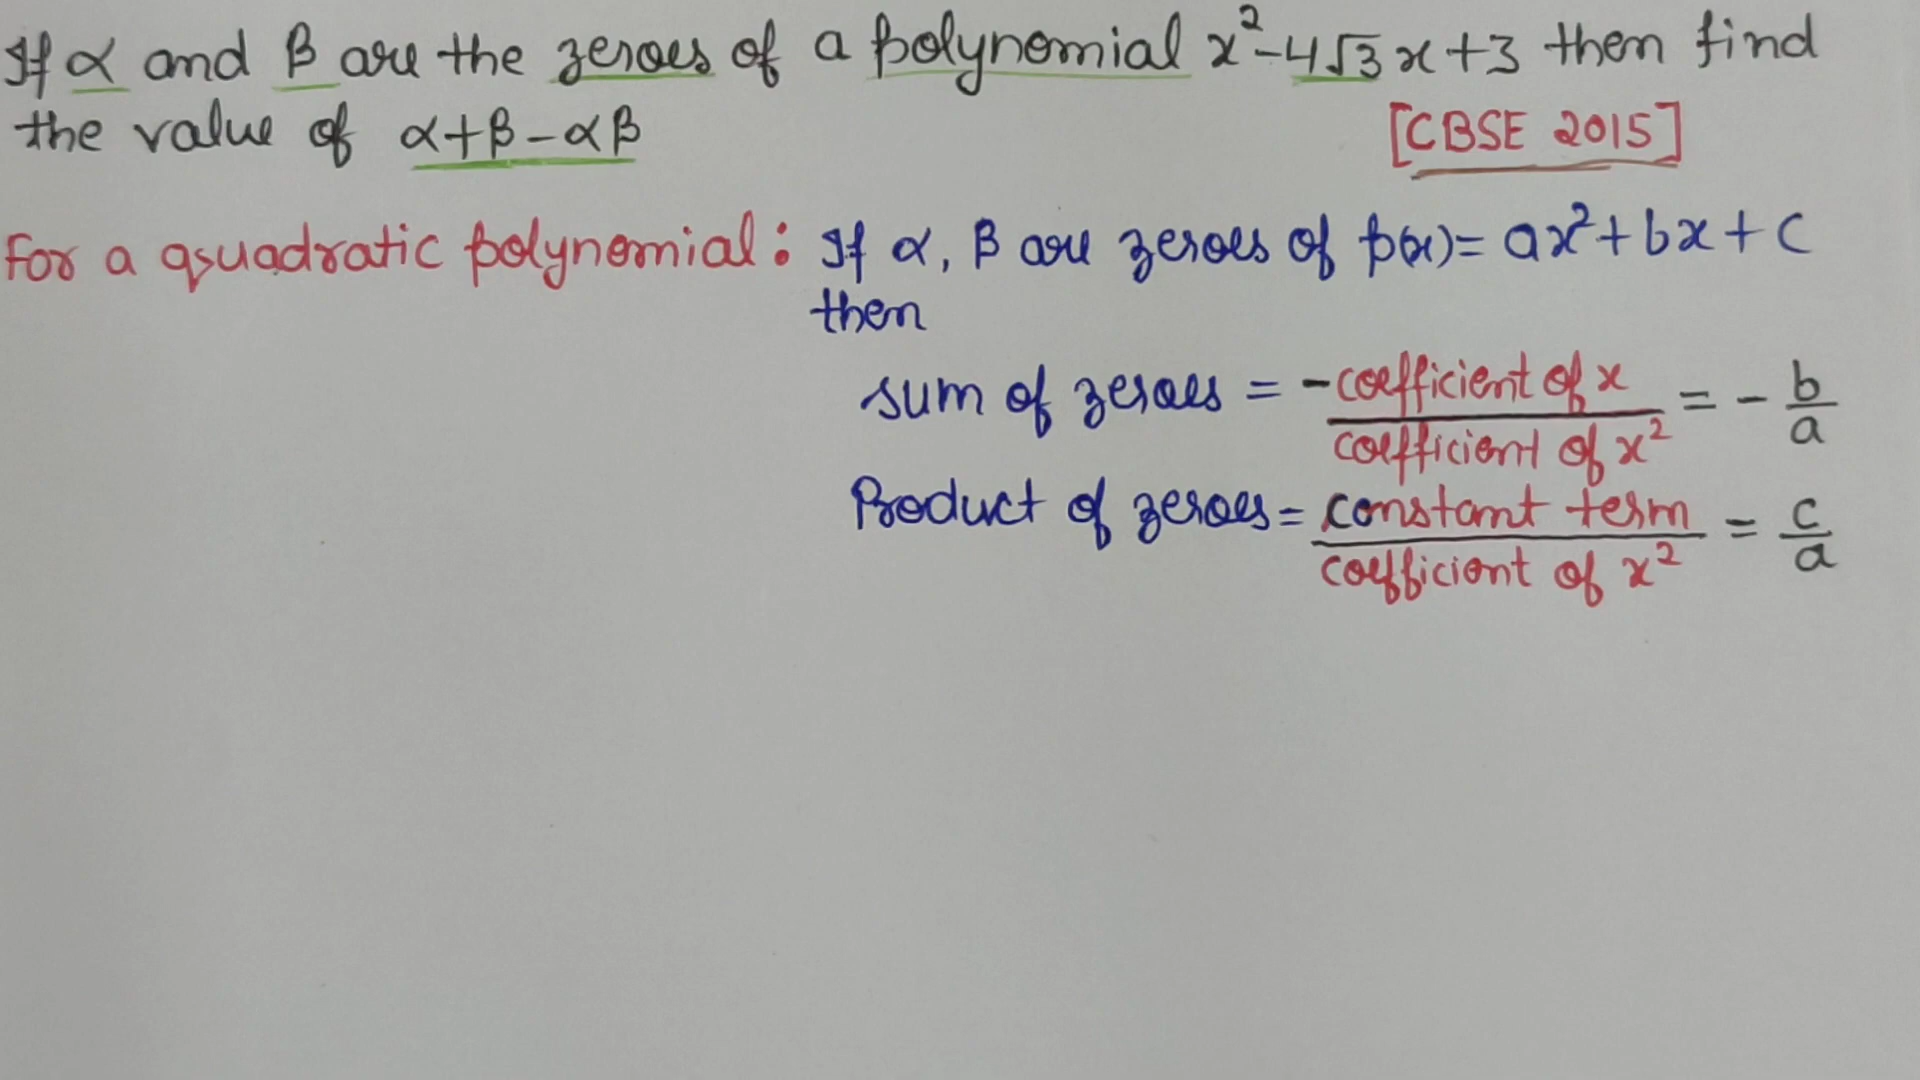 If α and β are the zeroes of a polynomial x²-4√3x+3 then find
the value of α+β-αβ [CBSE 2015]
For a quadratic polynomial: If α, β are zeroes of p(x)= ax²+bx+c
then
sum of zeroes = -coefficient of x / coefficient of x² = - b/a
Product of zeroes = constant term / coefficient of x² = c/a